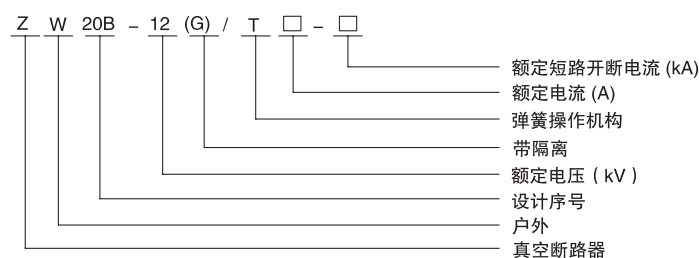 Z W 20B - 12 (G) / T □ - □
额定短路开断电流 (kA)
额定电流 (A)
弹簧操作机构
带隔离
额定电压（kV）
设计序号
户外
真空断路器